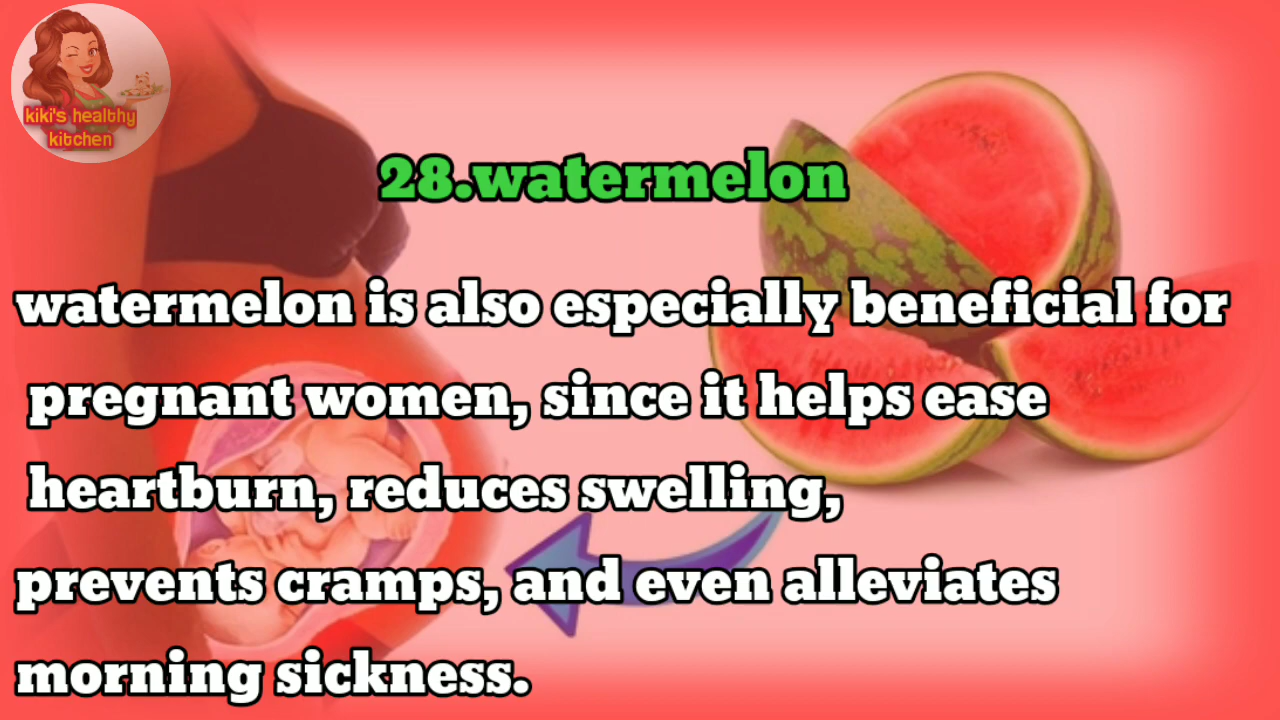 kiki's healthy
kitchen
28.watermelon
watermelon is also especially beneficial for
pregnant women, since it helps ease
heartburn, reduces swelling,
prevents cramps, and even alleviates
morning sickness.